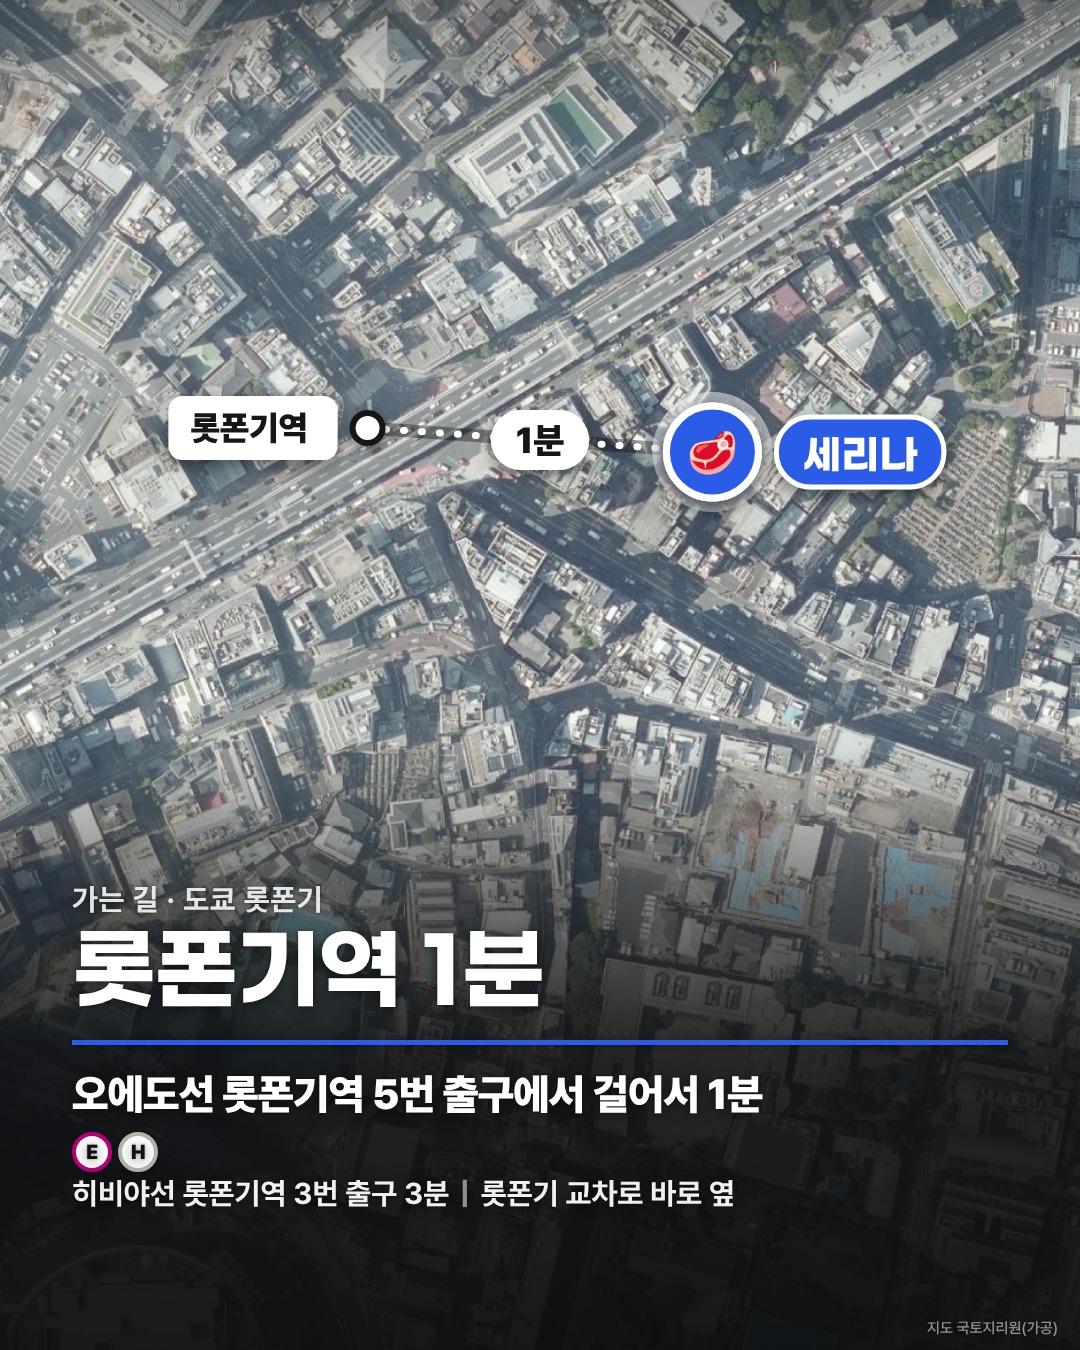 롯폰기역
1분
세리나
가는 길 · 도쿄 롯폰기
롯폰기역 1분
오에도선 롯폰기역 5번 출구에서 걸어서 1분
E H
히비야선 롯폰기역 3번 출구 3분 | 롯폰기 교차로 바로 옆
지도 국토지리원(가공)